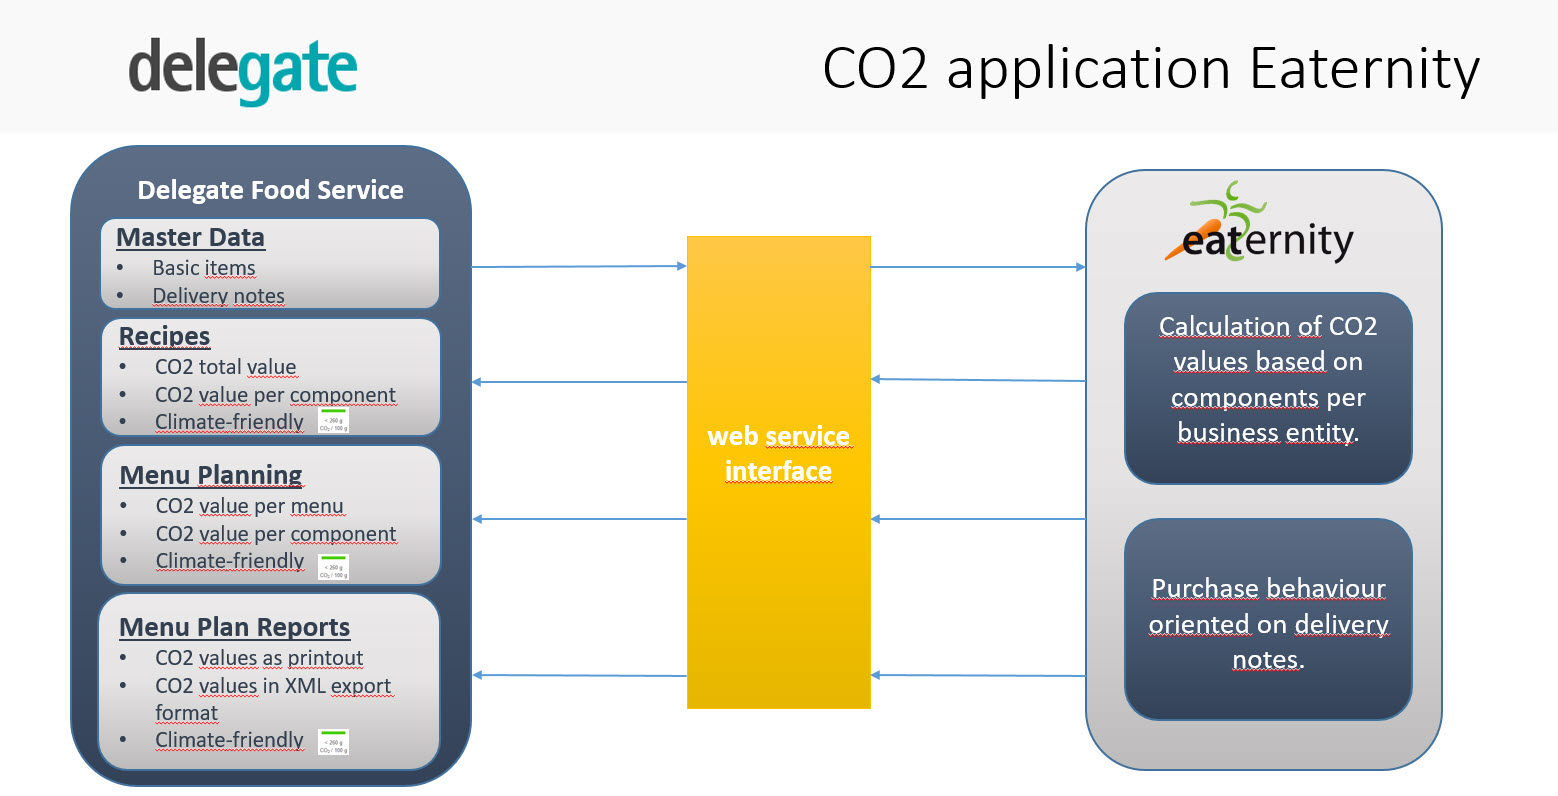 delegate
CO2 application Eaternity
Delegate Food Service
Master Data
• Basic items
• Delivery notes
Recipes
• CO2 total value
• CO2 value per component
• Climate-friendly
< 260 g
CO₂ / 100 g
Menu Planning
• CO2 value per menu
• CO2 value per component
• Climate-friendly
< 260 g
CO₂ / 100 g
Menu Plan Reports
• CO2 values as printout
• CO2 values in XML export
format
• Climate-friendly
< 260 g
CO₂ / 100 g
web service
interface
eaternity
Calculation of CO2
values based on
components per
business entity.
Purchase behaviour
oriented on delivery
notes.